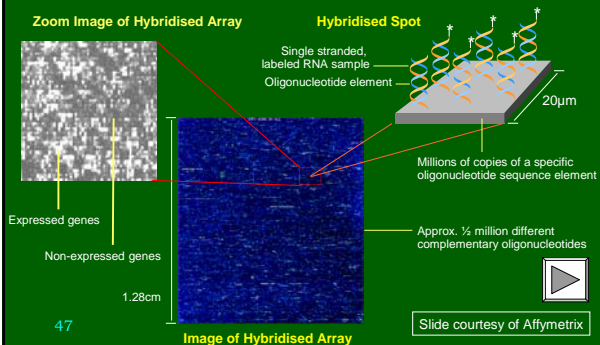 Zoom Image of Hybridised Array
Hybridised Spot
Single stranded,
labeled RNA sample
Oligonucleotide element
* * * * * *
20µm
Millions of copies of a specific
oligonucleotide sequence element
Expressed genes
Non-expressed genes
Approx. ½ million different
complementary oligonucleotides
1.28cm
47
Image of Hybridised Array
Slide courtesy of Affymetrix